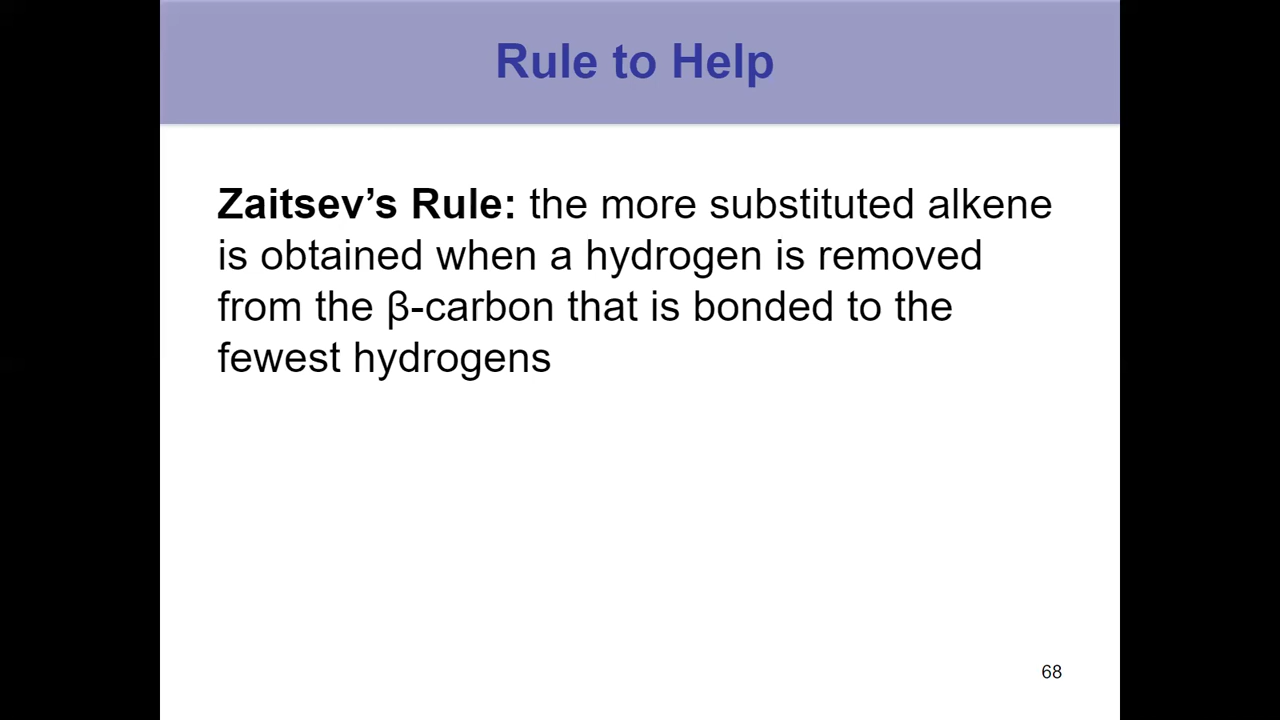 Rule to Help
Zaitsev’s Rule: the more substituted alkene
is obtained when a hydrogen is removed
from the β-carbon that is bonded to the
fewest hydrogens
68